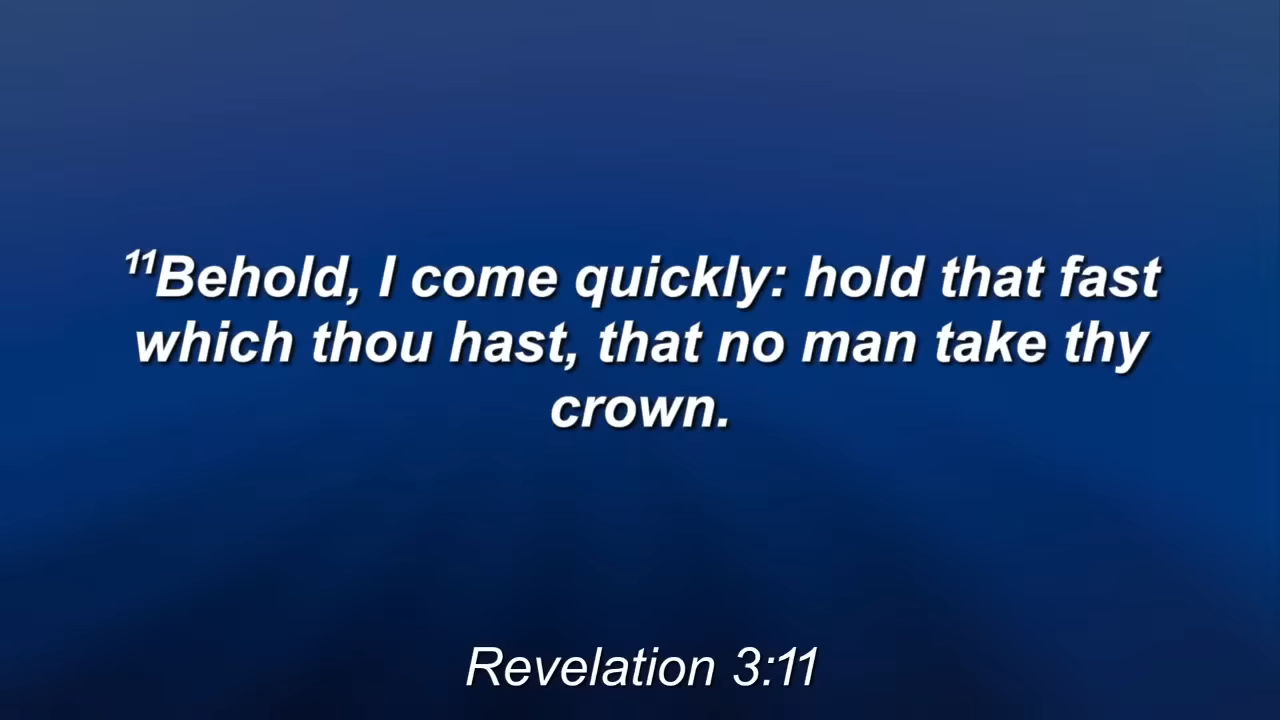 ¹¹Behold, I come quickly: hold that fast
which thou hast, that no man take thy
crown.
Revelation 3:11